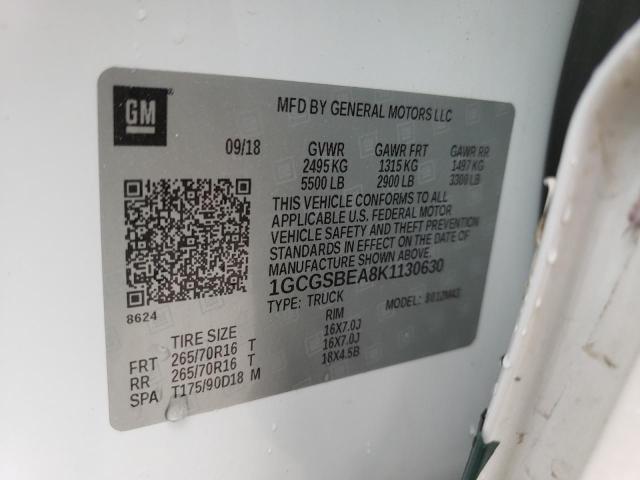 GM
MFD BY GENERAL MOTORS LLC
09/18 GVWR GAWR FRT GAWR RR
2495 KG 1315 KG 1497 KG
5500 LB 2900 LB 3300 LB
THIS VEHICLE CONFORMS TO ALL
APPLICABLE U.S. FEDERAL MOTOR
VEHICLE SAFETY AND THEFT PREVENTION
STANDARDS IN EFFECT ON THE DATE OF
MANUFACTURE SHOWN ABOVE.
1GCGSBEA8K1130630
TYPE: TRUCK MODEL:
8624
TIRE SIZE RIM
FRT 265/70R16 T 16X7.0J
RR 265/70R16 T 16X7.0J
SPA T175/90D18 M 18X4.5B